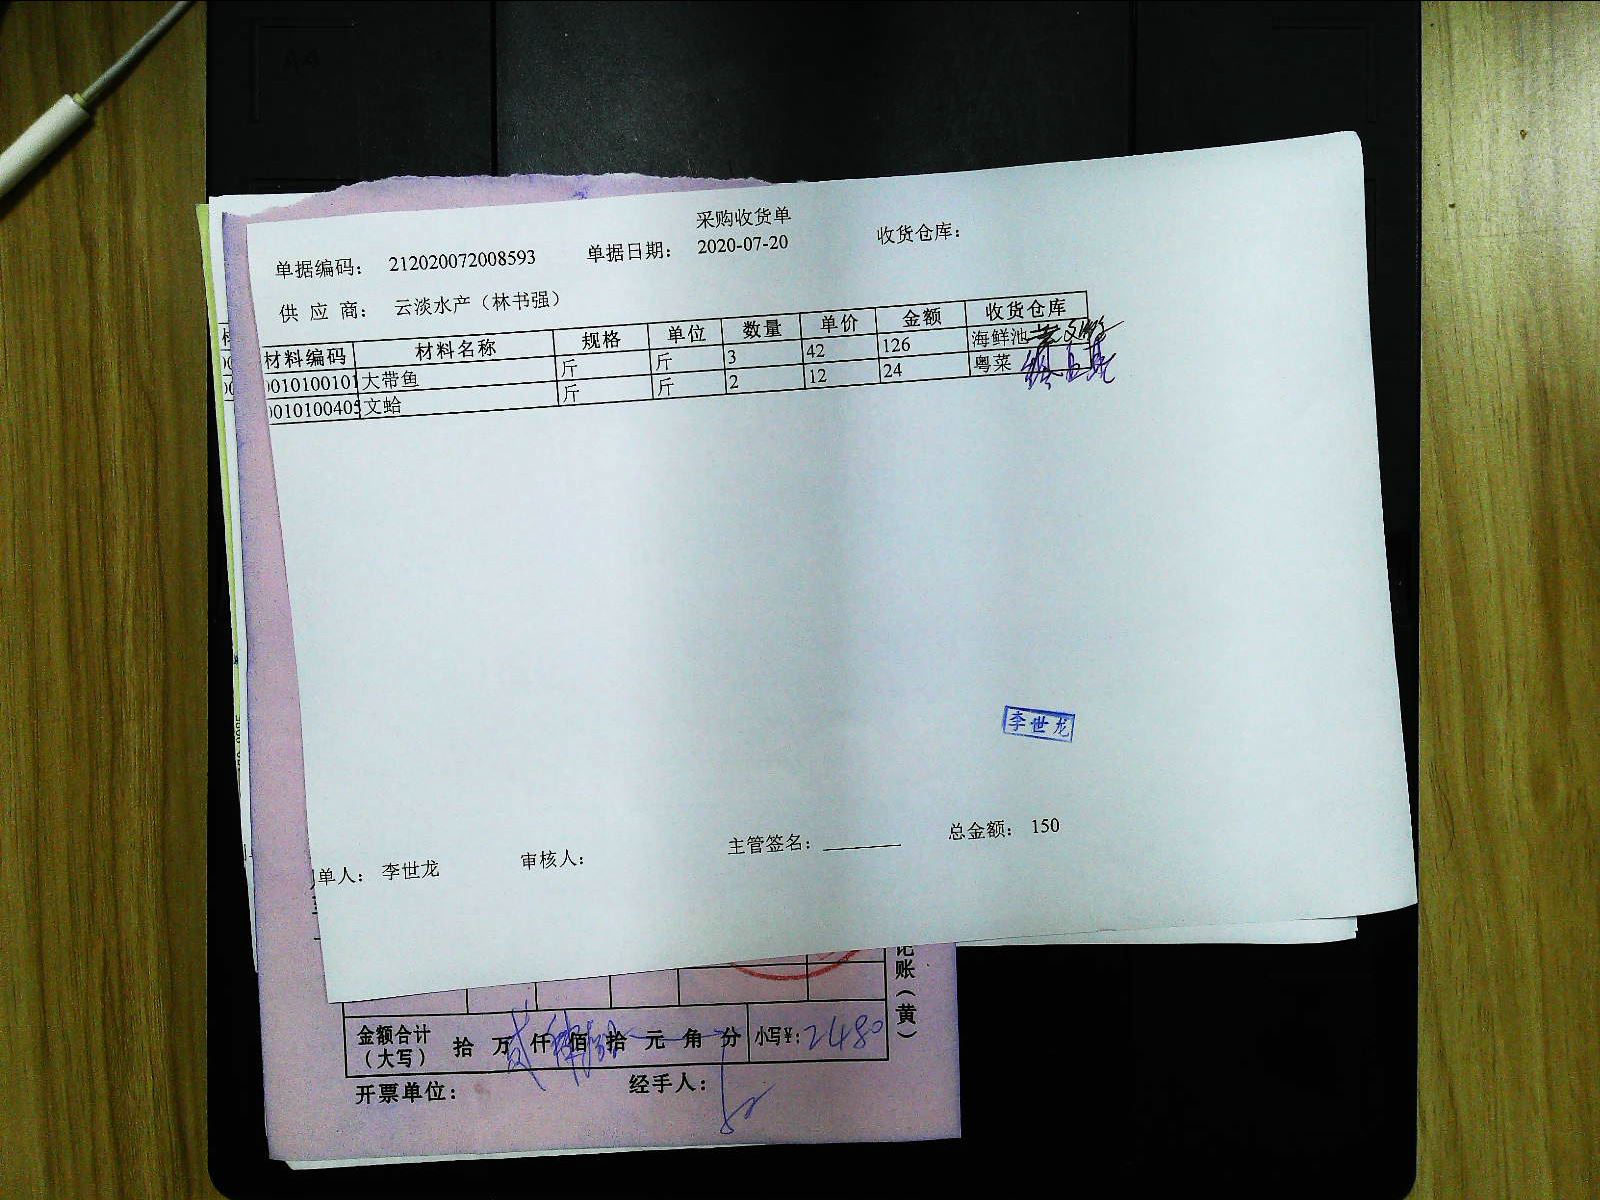 采购收货单
单据编码： 212020072008593 单据日期： 2020-07-20 收货仓库：
供 应 商： 云淡水产（林书强）
材料编码 材料名称 规格 单位 数量 单价 金额 收货仓库
0010100101 大带鱼 斤 斤 3 42 126 海鲜池
0010100405 文蛤 斤 斤 2 12 24 粤菜
李世龙
单人： 李世龙 审核人： 主管签名： 总金额： 150
记账（黄）
金额合计（大写） 拾 万 仟 佰 拾 元 角 分 小写¥: 2480
开票单位： 经手人：